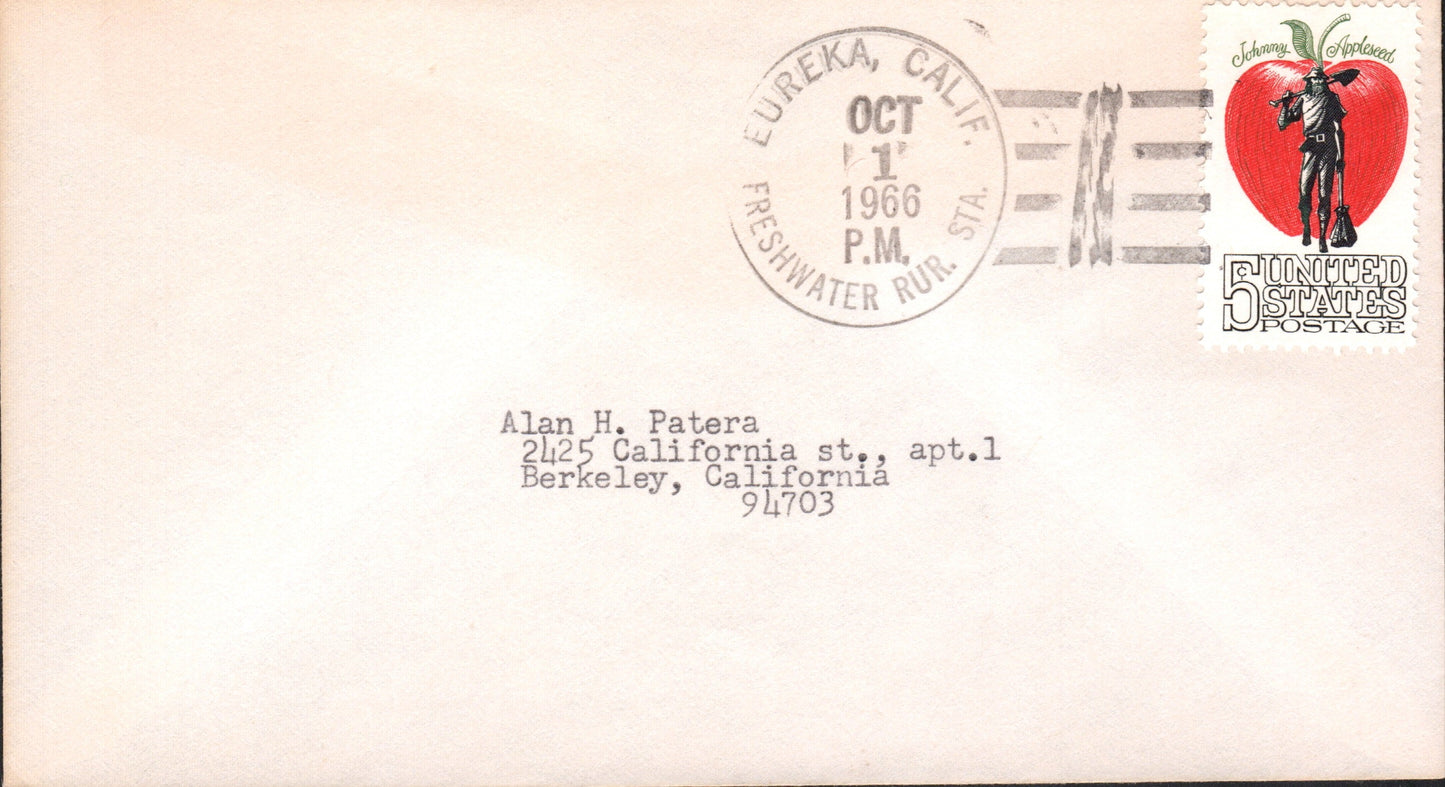 EUREKA, CALIF.
OCT
1
1966
P.M.
FRESHWATER RUR. STA.
Johnny Appleseed
5¢ UNITED
STATES
POSTAGE
Alan H. Patera
2425 California st., apt.1
Berkeley, California
94703